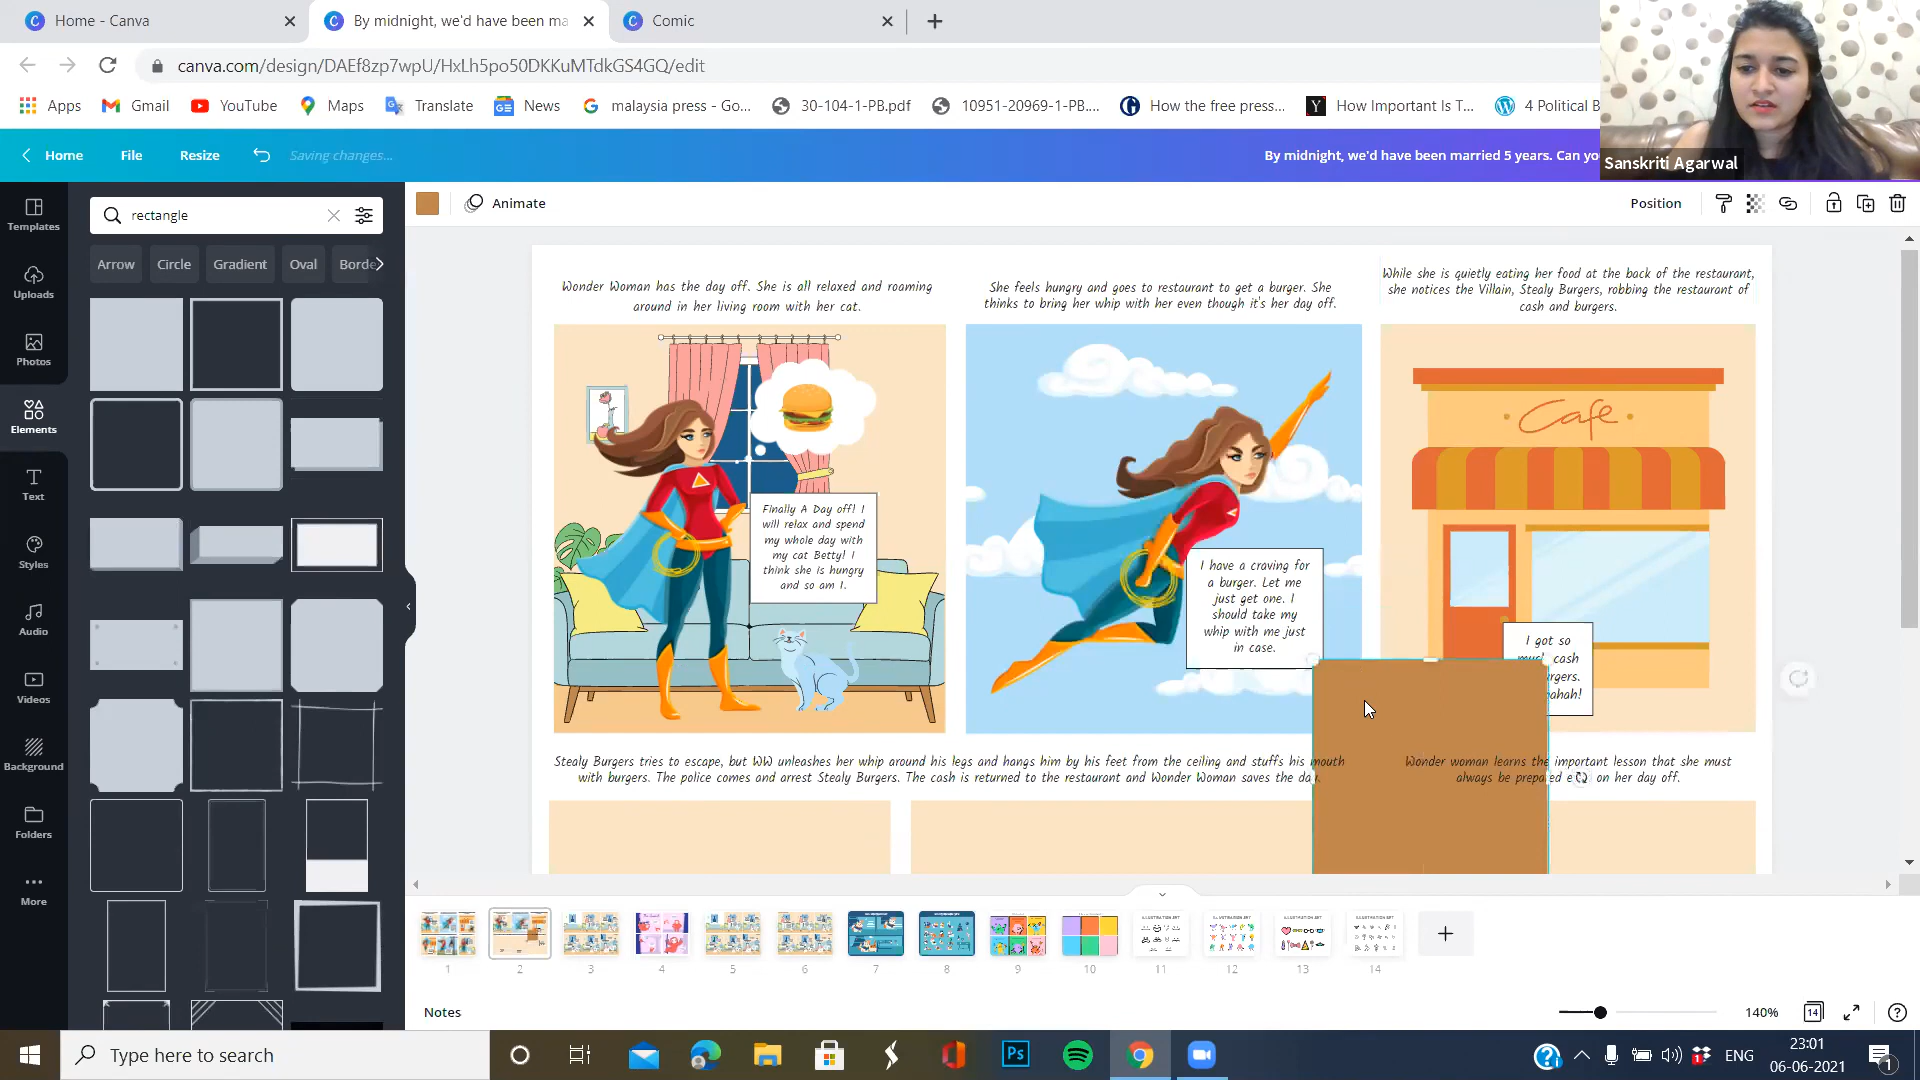 Home - Canva
By midnight, we'd have been ma
Comic
canva.com/design/DAEf8zp7wpU/HxLh5po50DKKuMTdkGS4GQ/edit
Apps
Gmail
YouTube
Maps
Translate
News
malaysia press - Go...
30-104-1-PB.pdf
10951-20969-1-PB....
How the free press...
How Important Is T...
4 Political B
Sanskriti Agarwal
Home
File
Resize
Saving changes...
By midnight, we'd have been married 5 years. Can yo
Templates
Uploads
Photos
Elements
Text
Styles
Audio
Videos
Background
Folders
More
rectangle
Arrow
Circle
Gradient
Oval
Borde
Animate
Position
Wonder Woman has the day off. She is all relaxed and roaming
around in her living room with her cat.
She feels hungry and goes to restaurant to get a burger. She
thinks to bring her whip with her even though it's her day off.
While she is quietly eating her food at the back of the restaurant,
she notices the Villain, Stealy Burgers, robbing the restaurant of
cash and burgers.
Finally A Day off! I
will relax and spend
my whole day with
my cat Betty! I
think she is hungry
and so am I.
I have a craving for
a burger. Let me
just get one. I
should take my
whip with me just
in case.
Cafe
I got so
cash
Stealy Burgers tries to escape, but WW unleashes her whip around his legs and hangs him by his feet from the ceiling and stuffs his mouth
with burgers. The police comes and arrest Stealy Burgers. The cash is returned to the restaurant and Wonder Woman saves the day.
Wonder woman learns the important lesson that she must
always be prepared on her day off.
1
2
3
4
5
6
7
8
9
10
11
12
13
14
Notes
140%
14
Type here to search
Ps
ENG
23:01
06-06-2021
1